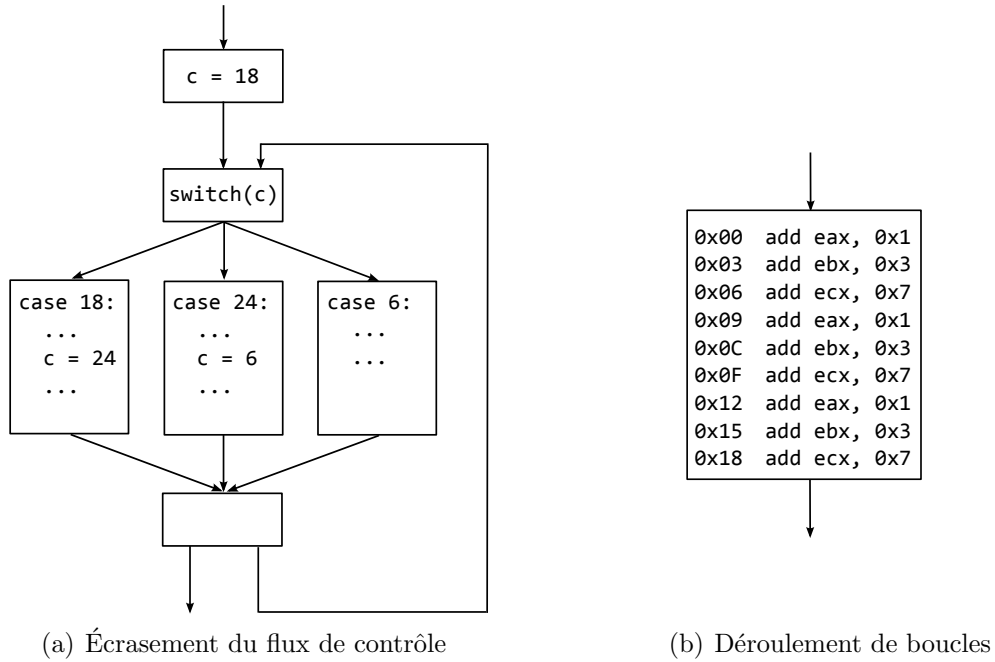 c = 18
switch(c)
case 18:
...
c = 24
...
case 24:
...
c = 6
...
case 6:
...
...
(a) Écrasement du flux de contrôle
0x00 add eax, 0x1
0x03 add ebx, 0x3
0x06 add ecx, 0x7
0x09 add eax, 0x1
0x0C add ebx, 0x3
0x0F add ecx, 0x7
0x12 add eax, 0x1
0x15 add ebx, 0x3
0x18 add ecx, 0x7
(b) Déroulement de boucles